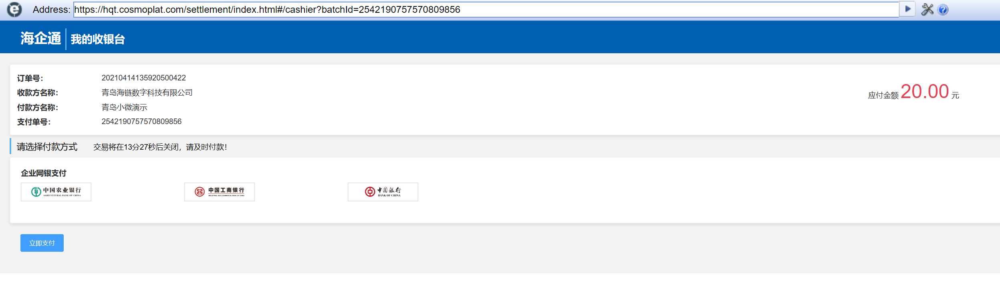 Address: https://hqt.cosmoplat.com/settlement/index.html#/cashier?batchId=2542190757570809856
海企通 我的收银台
订单号： 20210414135920500422
收款方名称： 青岛海链数字科技有限公司
应付金额 20.00 元
付款方名称： 青岛小微演示
支付单号： 2542190757570809856
请选择付款方式 交易将在13分27秒后关闭，请及时付款！
企业网银支付
中国农业银行 中国工商银行 中国银行
AGRICULTURAL BANK OF CHINA INDUSTRIAL AND COMMERCIAL BANK OF CHINA BANK OF CHINA
立即支付